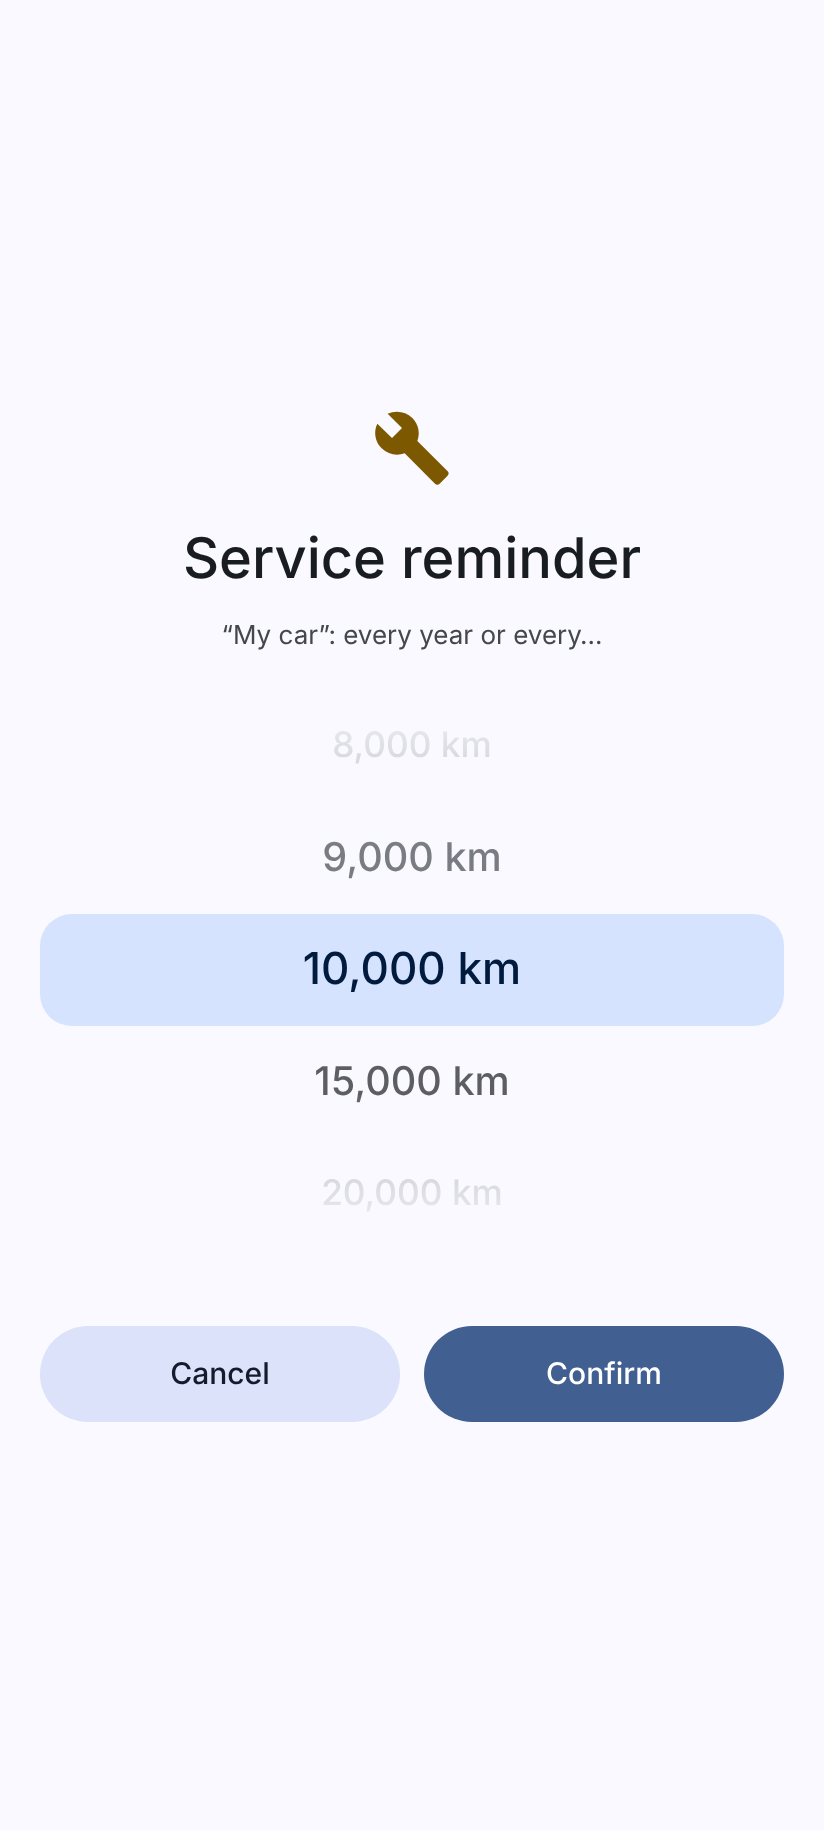 Service reminder
“My car”: every year or every...
8,000 km
9,000 km
10,000 km
15,000 km
20,000 km
Cancel
Confirm